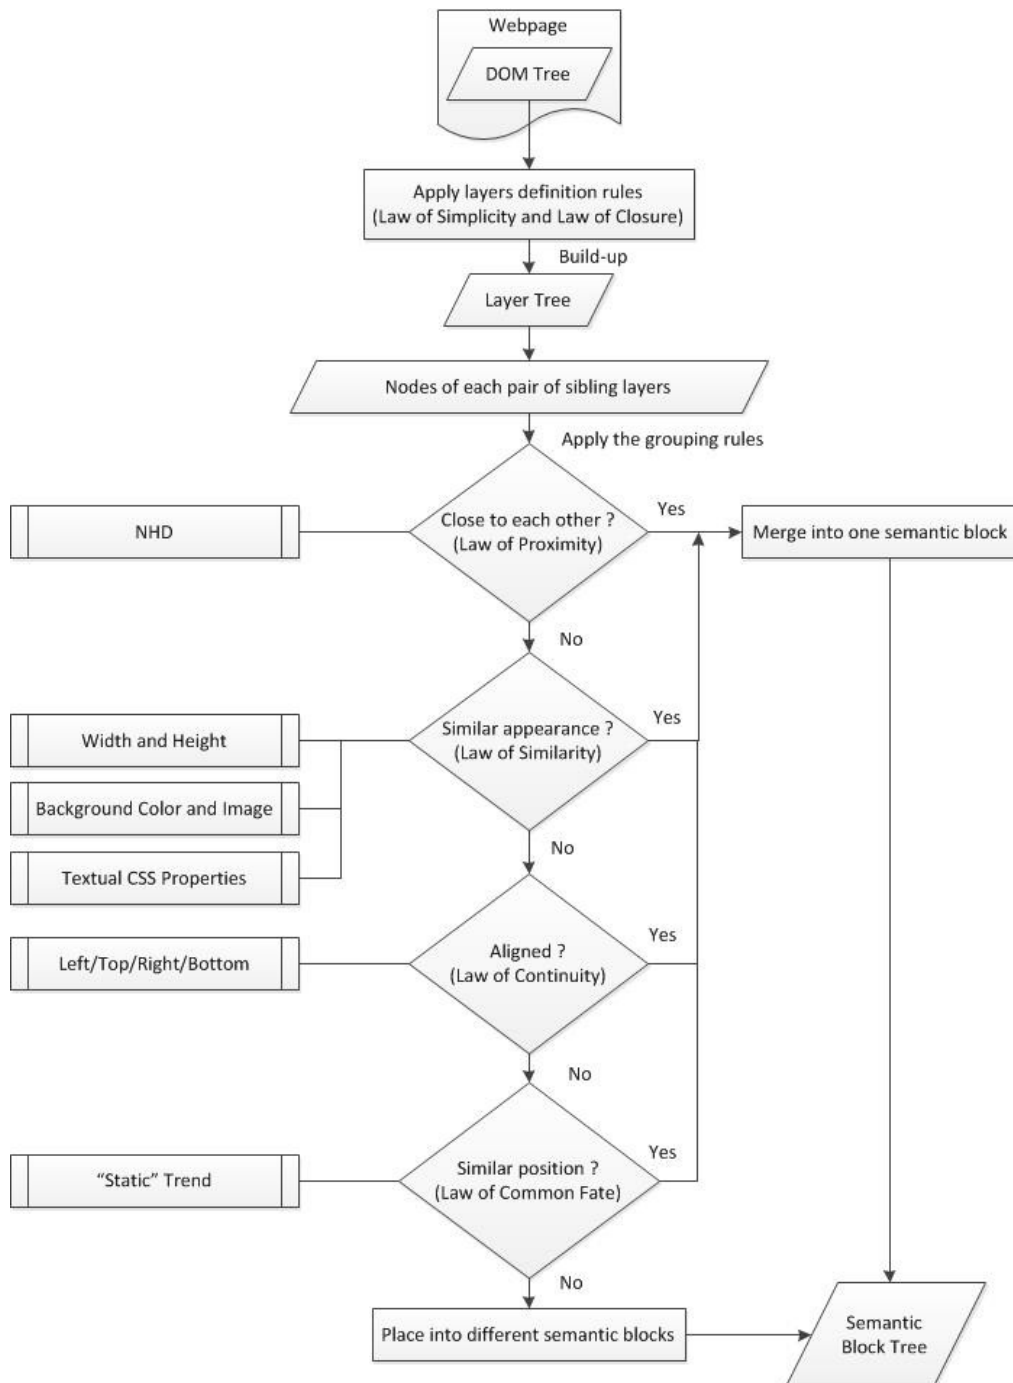 Webpage
DOM Tree
Apply layers definition rules
(Law of Simplicity and Law of Closure)
Build-up
Layer Tree
Nodes of each pair of sibling layers
Apply the grouping rules
NHD
Close to each other ?
(Law of Proximity)
Yes
Merge into one semantic block
No
Width and Height
Similar appearance ?
(Law of Similarity)
Yes
Background Color and Image
Textual CSS Properties
No
Left/Top/Right/Bottom
Aligned ?
(Law of Continuity)
Yes
No
“Static” Trend
Similar position ?
(Law of Common Fate)
Yes
No
Place into different semantic blocks
Semantic
Block Tree